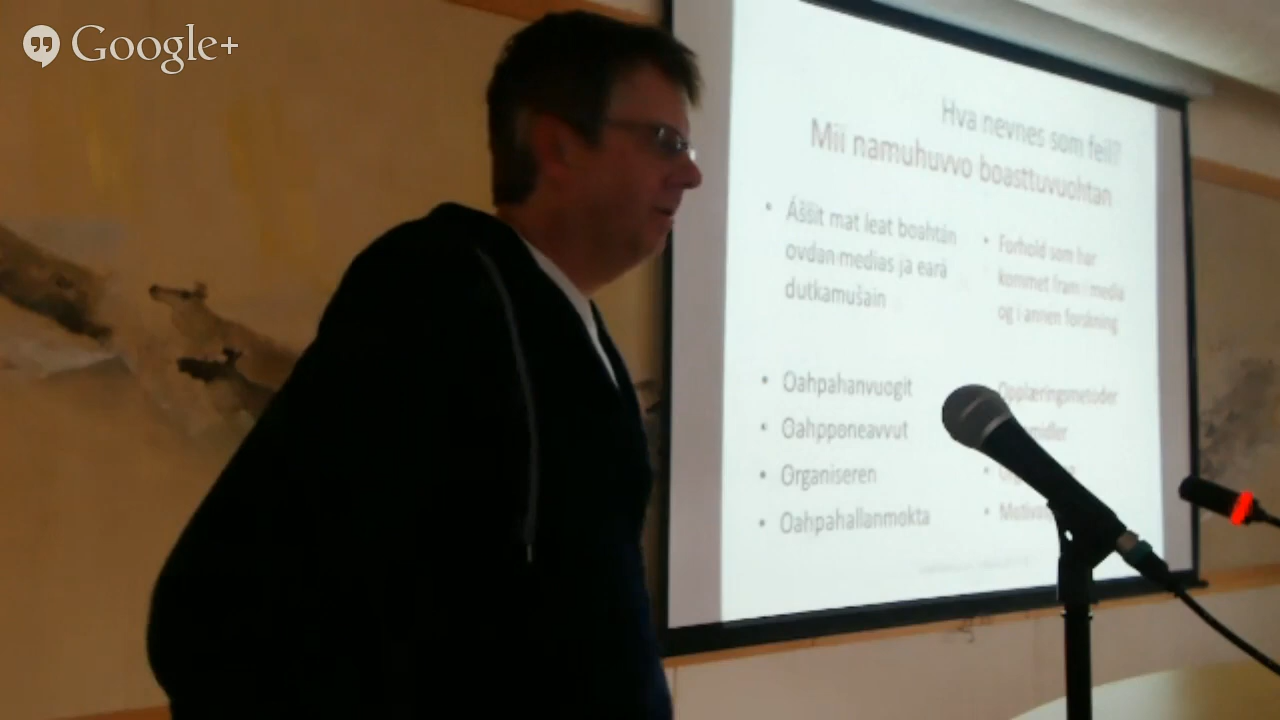 Google+
Hva nevnes som feil?
Mii namuhuvvo boasttuvuohtan
• Áššit mat leat boahtán
ovdan medias ja eará
dutkamušain
• Oahpahanvuogit
• Oahpponeavvut
• Organiseren
• Oahpahallanmokta
• Forhold som har
kommet fram i media
og i annen forskning
Opplæringsmetoder